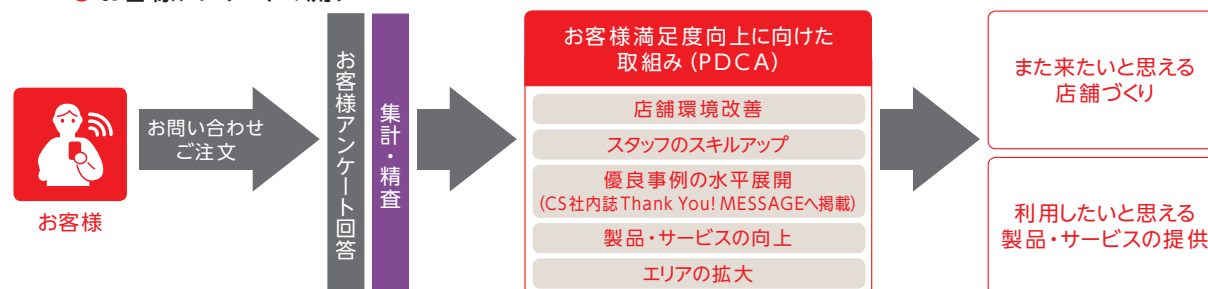 お客様
お問い合わせ
ご注文
お客様アンケート回答
集計・精査
お客様満足度向上に向けた
取組み(PDCA)
店舗環境改善
スタッフのスキルアップ
優良事例の水平展開
(CS社内誌Thank You! MESSAGEへ掲載)
製品・サービスの向上
エリアの拡大
また来たいと思える
店舗づくり
利用したいと思える
製品・サービスの提供